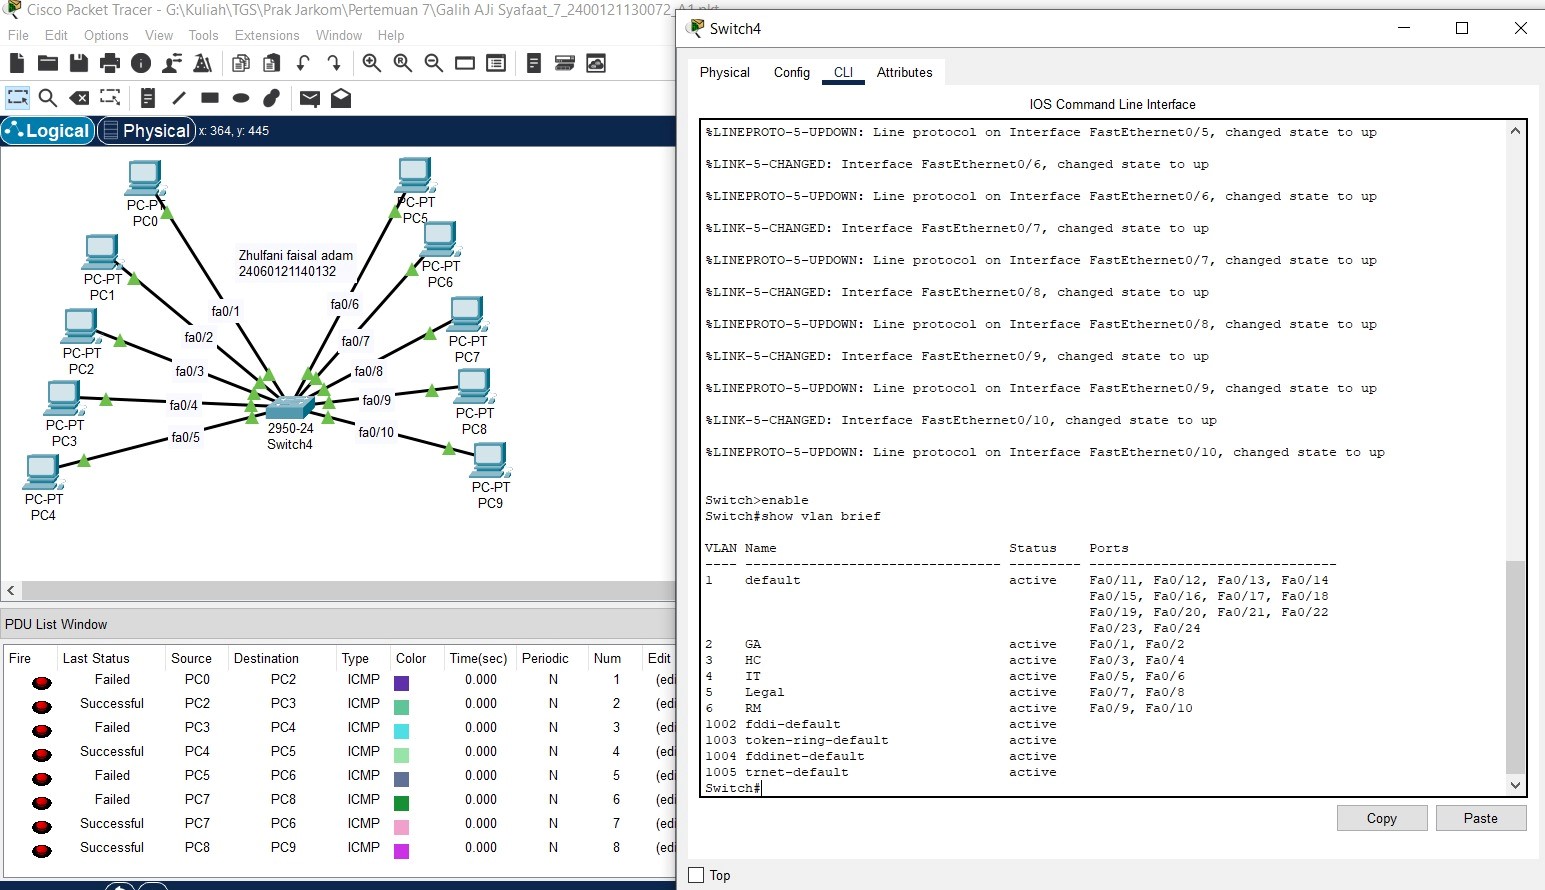 Cisco Packet Tracer - G:\Kuliah\TGS\Prak Jarkom\Pertemuan 7\Galih AJi Syafaat_7_2400121130072_A1.pkt
File Edit Options View Tools Extensions Window Help
Logical Physical x: 364, y: 445
PC-PT
PC0
PC-PT
PC5
PC-PT
PC1
Zhulfani faisal adam
24060121140132
PC-PT
PC6
fa0/1
fa0/6
PC-PT
PC2
fa0/2
fa0/7
PC-PT
PC7
fa0/3
fa0/8
PC-PT
PC3
fa0/4
fa0/9
PC-PT
PC8
fa0/5
2950-24
Switch4
fa0/10
PC-PT
PC4
PC-PT
PC9
PDU List Window
Fire Last Status Source Destination Type Color Time(sec) Periodic Num Edit
Failed PC0 PC2 ICMP 0.000 N 1 (edi
Successful PC2 PC3 ICMP 0.000 N 2 (edi
Failed PC3 PC4 ICMP 0.000 N 3 (edi
Successful PC4 PC5 ICMP 0.000 N 4 (edi
Failed PC5 PC6 ICMP 0.000 N 5 (edi
Failed PC7 PC8 ICMP 0.000 N 6 (edi
Successful PC7 PC6 ICMP 0.000 N 7 (edi
Successful PC8 PC9 ICMP 0.000 N 8 (edi
Switch4
Physical Config CLI Attributes
IOS Command Line Interface
%LINEPROTO-5-UPDOWN: Line protocol on Interface FastEthernet0/5, changed state to up
%LINK-5-CHANGED: Interface FastEthernet0/6, changed state to up
%LINEPROTO-5-UPDOWN: Line protocol on Interface FastEthernet0/6, changed state to up
%LINK-5-CHANGED: Interface FastEthernet0/7, changed state to up
%LINEPROTO-5-UPDOWN: Line protocol on Interface FastEthernet0/7, changed state to up
%LINK-5-CHANGED: Interface FastEthernet0/8, changed state to up
%LINEPROTO-5-UPDOWN: Line protocol on Interface FastEthernet0/8, changed state to up
%LINK-5-CHANGED: Interface FastEthernet0/9, changed state to up
%LINEPROTO-5-UPDOWN: Line protocol on Interface FastEthernet0/9, changed state to up
%LINK-5-CHANGED: Interface FastEthernet0/10, changed state to up
%LINEPROTO-5-UPDOWN: Line protocol on Interface FastEthernet0/10, changed state to up
Switch>enable
Switch#show vlan brief
VLAN Name Status Ports
---- -------------------------------- --------- -------------------------------
1 default active Fa0/11, Fa0/12, Fa0/13, Fa0/14
Fa0/15, Fa0/16, Fa0/17, Fa0/18
Fa0/19, Fa0/20, Fa0/21, Fa0/22
Fa0/23, Fa0/24
2 GA active Fa0/1, Fa0/2
3 HC active Fa0/3, Fa0/4
4 IT active Fa0/5, Fa0/6
5 Legal active Fa0/7, Fa0/8
6 RM active Fa0/9, Fa0/10
1002 fddi-default active
1003 token-ring-default active
1004 fddinet-default active
1005 trnet-default active
Switch#
Copy Paste
Top